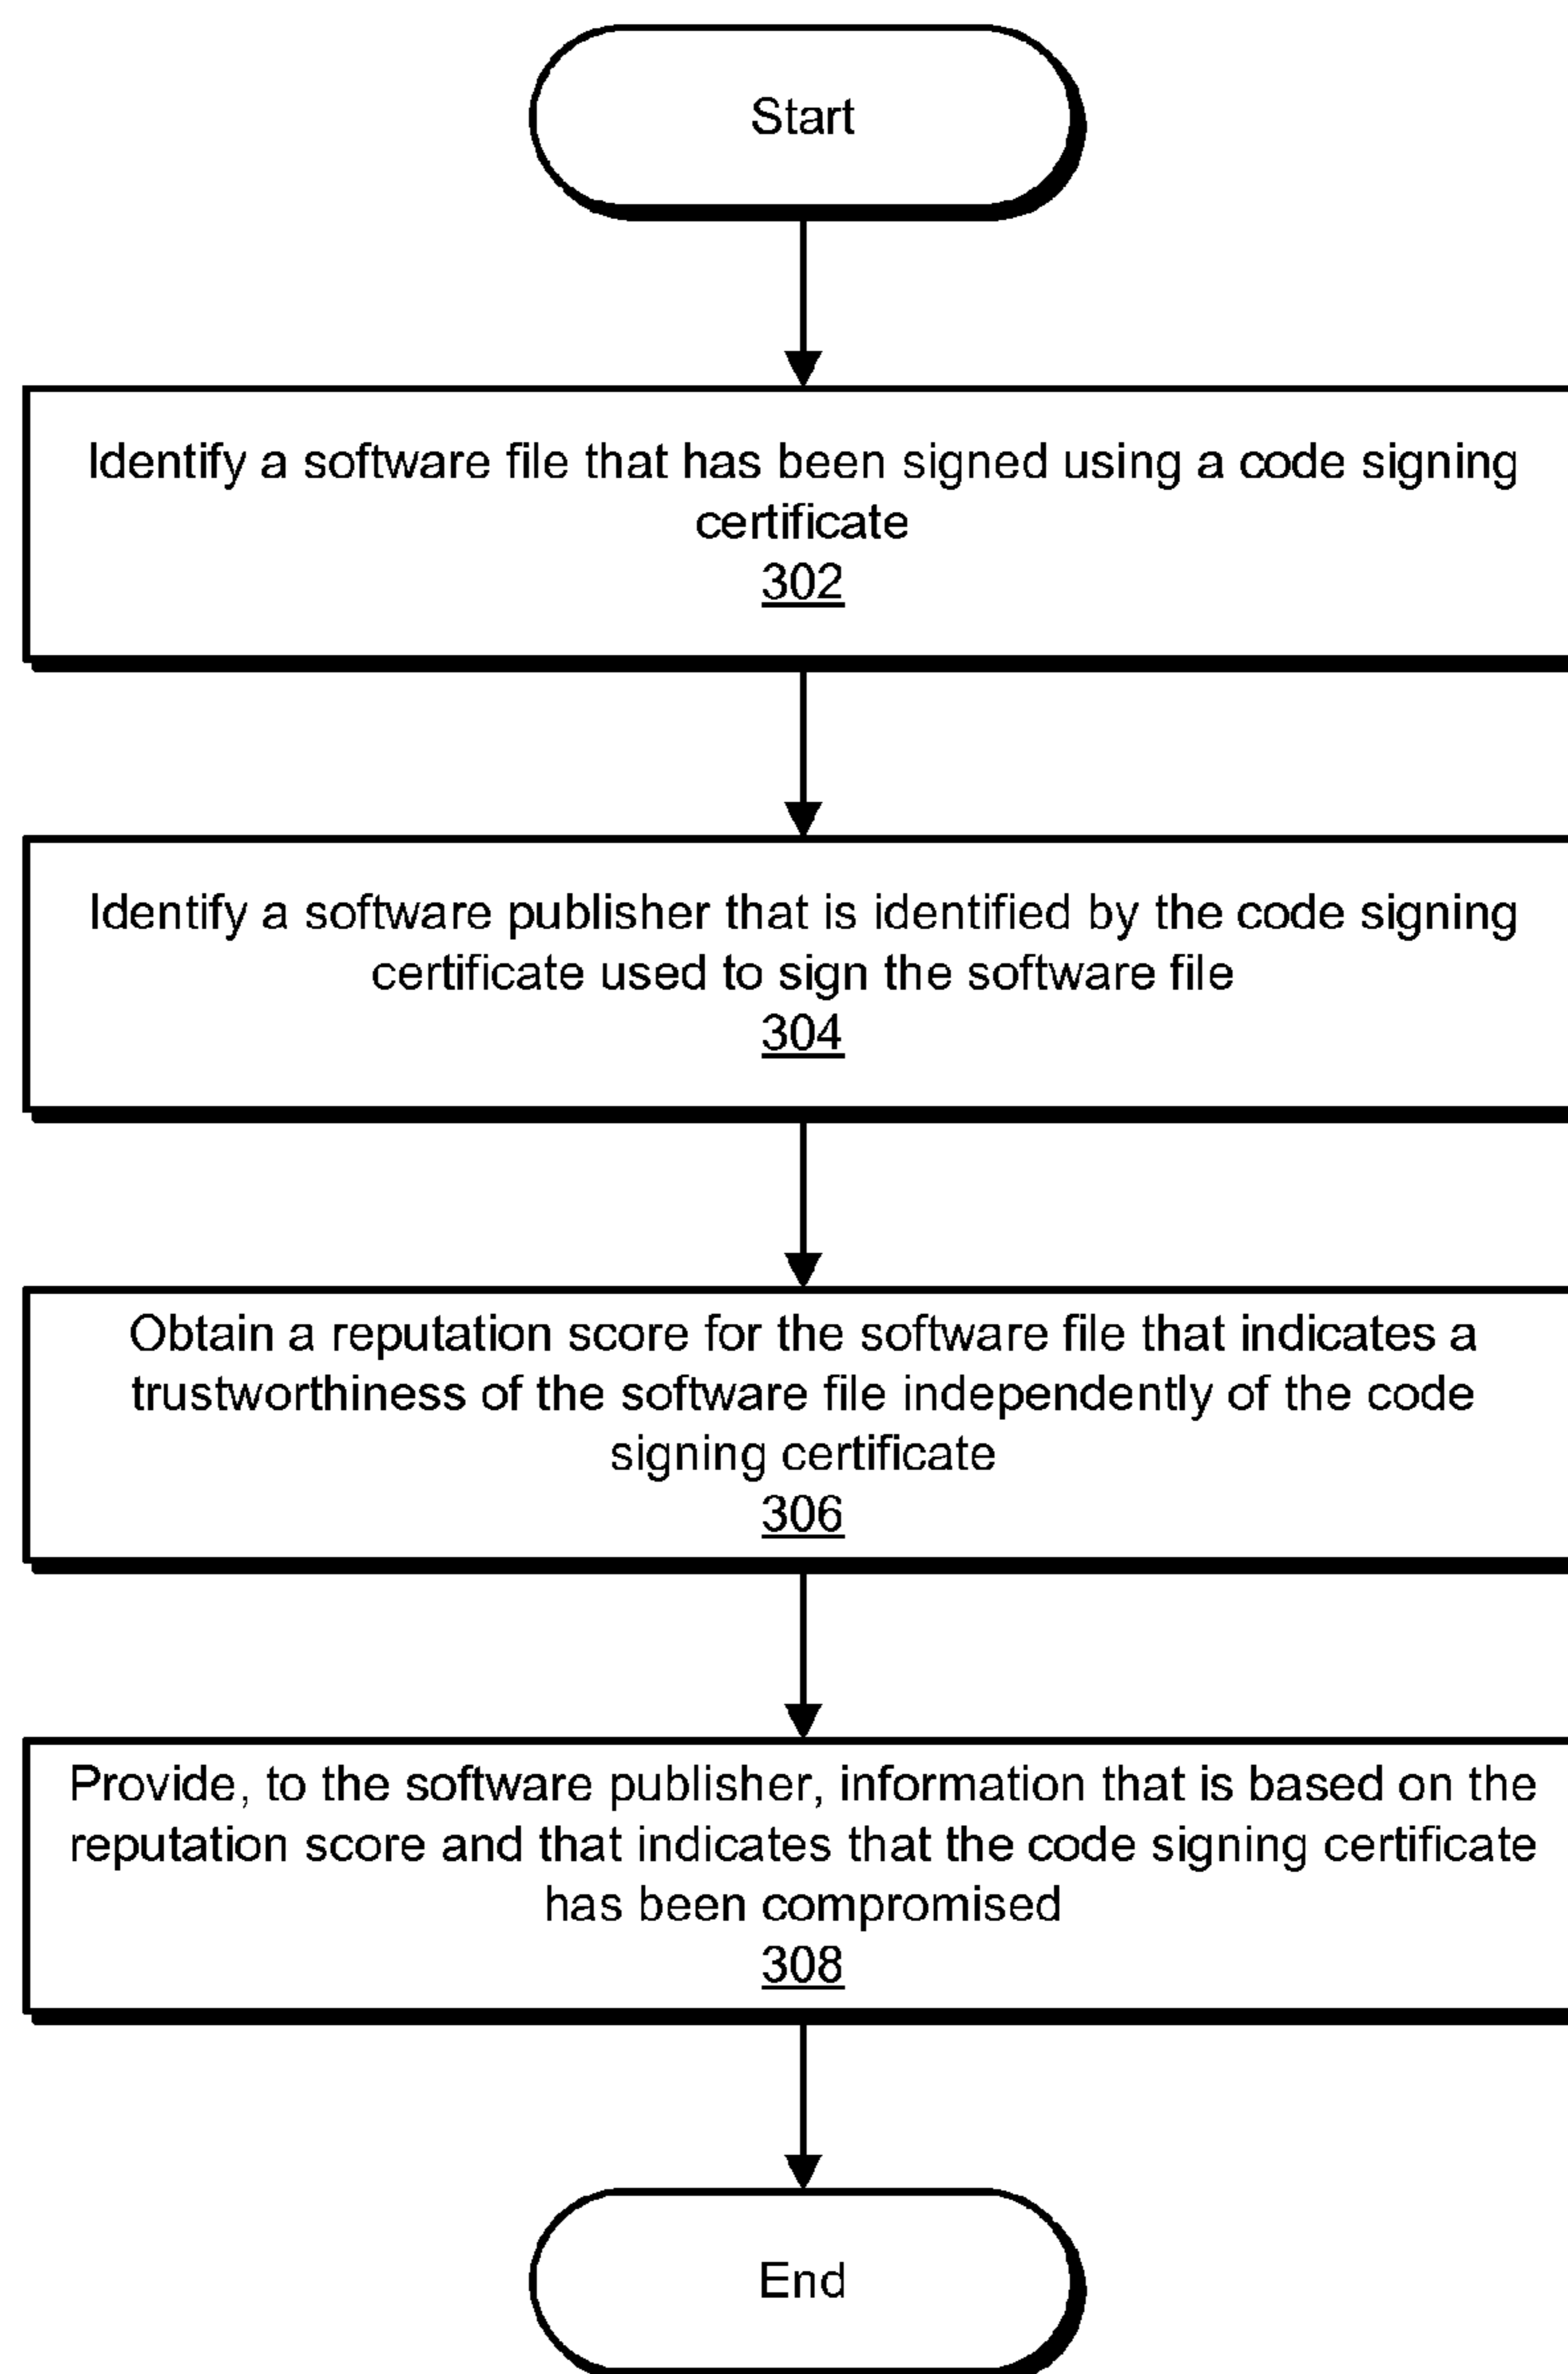 Start
Identify a software file that has been signed using a code signing
certificate
302
Identify a software publisher that is identified by the code signing
certificate used to sign the software file
304
Obtain a reputation score for the software file that indicates a
trustworthiness of the software file independently of the code
signing certificate
306
Provide, to the software publisher, information that is based on the
reputation score and that indicates that the code signing certificate
has been compromised
308
End